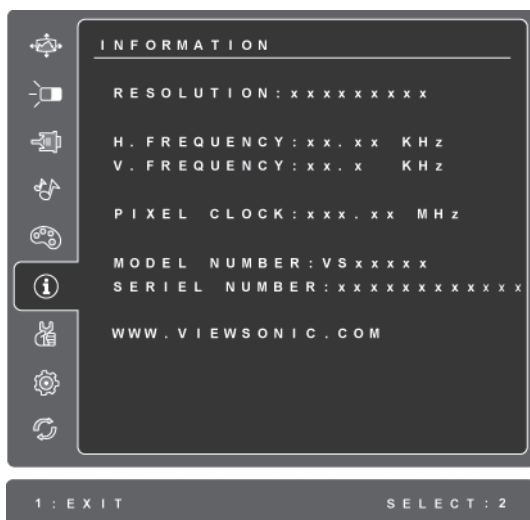 INFORMATION
RESOLUTION:xxxxxxxxx
H.FREQUENCY:xx.xx KHz
V.FREQUENCY:xx.x KHz
PIXEL CLOCK:xxx.xx MHz
MODEL NUMBER:VSxxxxx
SERIEL NUMBER:xxxxxxxxxxxx
WWW.VIEWSONIC.COM
1:EXIT SELECT:2